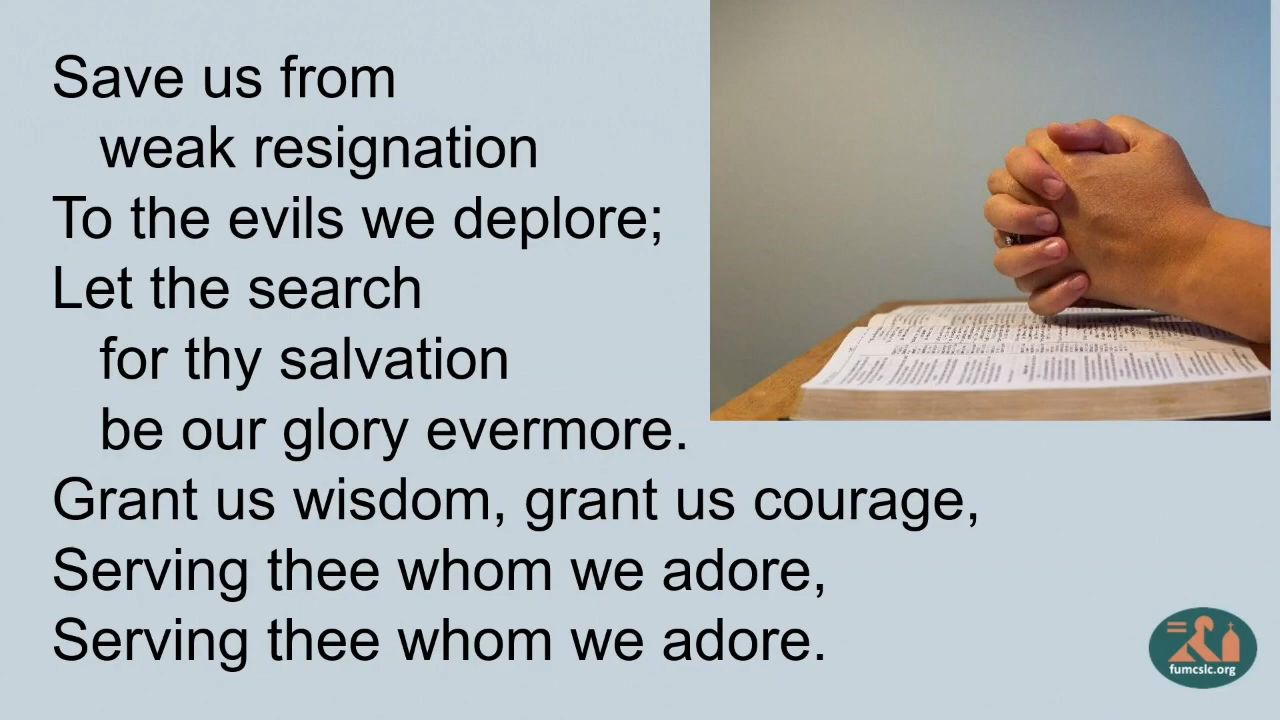 Save us from
weak resignation
To the evils we deplore;
Let the search
for thy salvation
be our glory evermore.
Grant us wisdom, grant us courage,
Serving thee whom we adore,
Serving thee whom we adore.
fumcslc.org